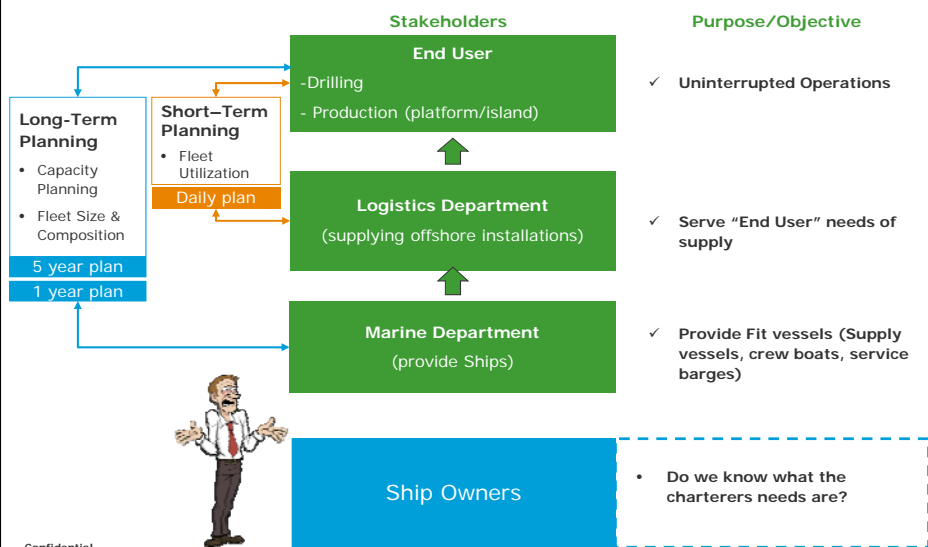 Stakeholders
Purpose/Objective
End User
-Drilling
- Production (platform/island)
✓ Uninterrupted Operations
Long-Term
Planning
• Capacity
Planning
• Fleet Size &
Composition
5 year plan
1 year plan
Short–Term
Planning
• Fleet
Utilization
Daily plan
Logistics Department
(supplying offshore installations)
✓ Serve “End User” needs of
supply
Marine Department
(provide Ships)
✓ Provide Fit vessels (Supply
vessels, crew boats, service
barges)
Ship Owners
• Do we know what the
charterers needs are?
Confidential